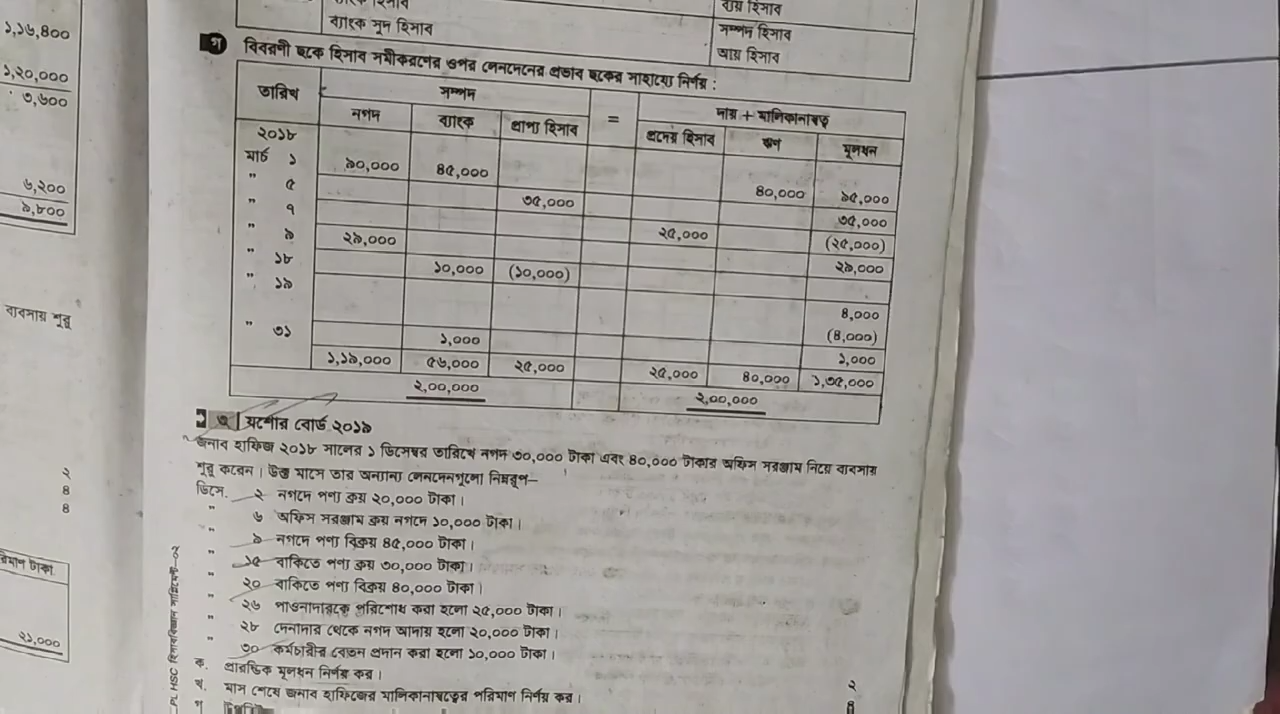 ১,১৬,৪০০
১,২০,০০০
৩,৬০০
৬,২০০
৯,৮০০
ব্যবসায় শুরু
২
৪
৪
টাকা
২১,০০০
হিসাব
ব্যয় হিসাব
ব্যাংক সুদ হিসাব
সম্পদ হিসাব
আয় হিসাব
গ বিবরণী ছকে হিসাব সমীকরণের ওপর লেনদেনের প্রভাব ছকের সাহায্যে নির্ণয় :
তারিখ সম্পদ = দায় + মালিকানাস্বত্ব
নগদ ব্যাংক প্রাপ্য হিসাব প্রদেয় হিসাব ঋণ মূলধন
২০১৮
মার্চ ১ ৯০,০০০ ৪৫,০০০ ৪০,০০০ ৯৫,০০০
" ৫ ৩৫,০০০ ৩৫,০০০
" ৭ ২৫,০০০ (২৫,০০০)
" ৯ ২৯,০০০ ২৯,০০০
" ১৮ ১০,০০০ (১০,০০০)
" ১৯ ৪,০০০
(৪,০০০)
" ৩১ ১,০০০ ১,০০০
১,১৯,০০০ ৫৬,০০০ ২৫,০০০ ২৫,০০০ ৪০,০০০ ১,৩৫,০০০
২,০০,০০০ ২,০০,০০০
৩ | যশোর বোর্ড ২০১৯
জনাব হাফিজ ২০১৮ সালের ১ ডিসেম্বর তারিখে নগদ ৩০,০০০ টাকা এবং ৪০,০০০ টাকার অফিস সরঞ্জাম নিয়ে ব্যবসায়
শুরু করেন। উক্ত মাসে তার অন্যান্য লেনদেনগুলো নিম্নরূপ—
ডিসে. ২ নগদে পণ্য ক্রয় ২০,০০০ টাকা।
" ৬ অফিস সরঞ্জাম ক্রয় নগদে ১০,০০০ টাকা।
" ৯ নগদে পণ্য বিক্রয় ৪৫,০০০ টাকা।
" ১৫ বাকিতে পণ্য ক্রয় ৩০,০০০ টাকা।
" ২০ বাকিতে পণ্য বিক্রয় ৪০,০০০ টাকা।
" ২৬ পাওনাদারকে পরিশোধ করা হলো ২৫,০০০ টাকা।
" ২৮ দেনাদার থেকে নগদ আদায় হলো ২০,০০০ টাকা।
" ৩০ কর্মচারীর বেতন প্রদান করা হলো ১০,০০০ টাকা।
ক. প্রারম্ভিক মূলধন নির্ণয় কর। ২
খ. মাস শেষে জনাব হাফিজের মালিকানাস্বত্বের পরিমাণ নির্ণয় কর। ৪
গ
—PL HSC হিসাববিজ্ঞান সাপ্লিমেন্ট—০২